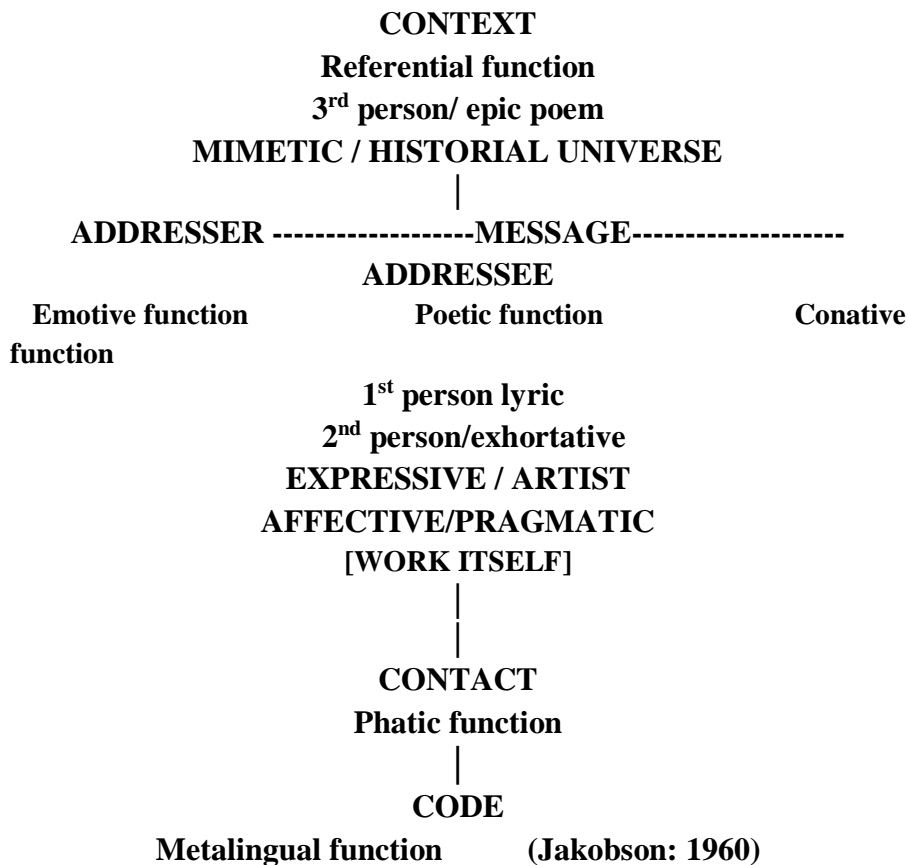 CONTEXT
Referential function
3rd person/ epic poem
MIMETIC / HISTORIAL UNIVERSE
|
ADDRESSER -------------------MESSAGE--------------------
ADDRESSEE
Emotive function Poetic function Conative
function
1st person lyric
2nd person/exhortative
EXPRESSIVE / ARTIST
AFFECTIVE/PRAGMATIC
[WORK ITSELF]
|
|
CONTACT
Phatic function
|
CODE
Metalingual function (Jakobson: 1960)